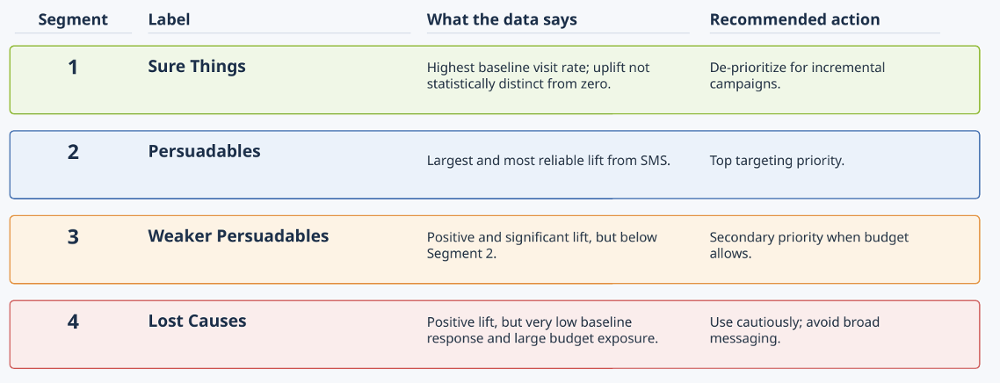 Segment Label What the data says Recommended action
1 Sure Things
Highest baseline visit rate; uplift not
statistically distinct from zero.
De-prioritize for incremental
campaigns.
2 Persuadables
Largest and most reliable lift from SMS.
Top targeting priority.
3 Weaker Persuadables
Positive and significant lift, but below
Segment 2.
Secondary priority when budget
allows.
4 Lost Causes
Positive lift, but very low baseline
response and large budget exposure.
Use cautiously; avoid broad
messaging.